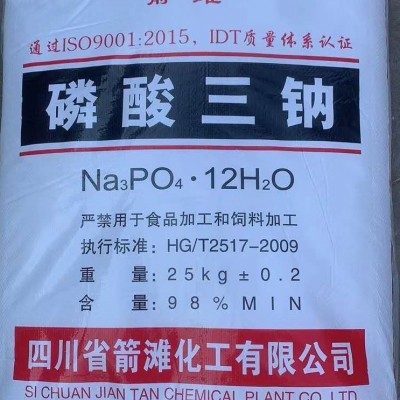 通过ISO9001:2015, IDT质量体系认证
磷酸三钠
Na₃PO₄·12H₂O
严禁用于食品加工和饲料加工
执行标准: HG/T2517-2009
重 量: 25kg±0.2
含 量: 98%MIN
四川省箭滩化工有限公司
SI CHUAN JIAN TAN CHEMICAL PLANT CO.,LTD